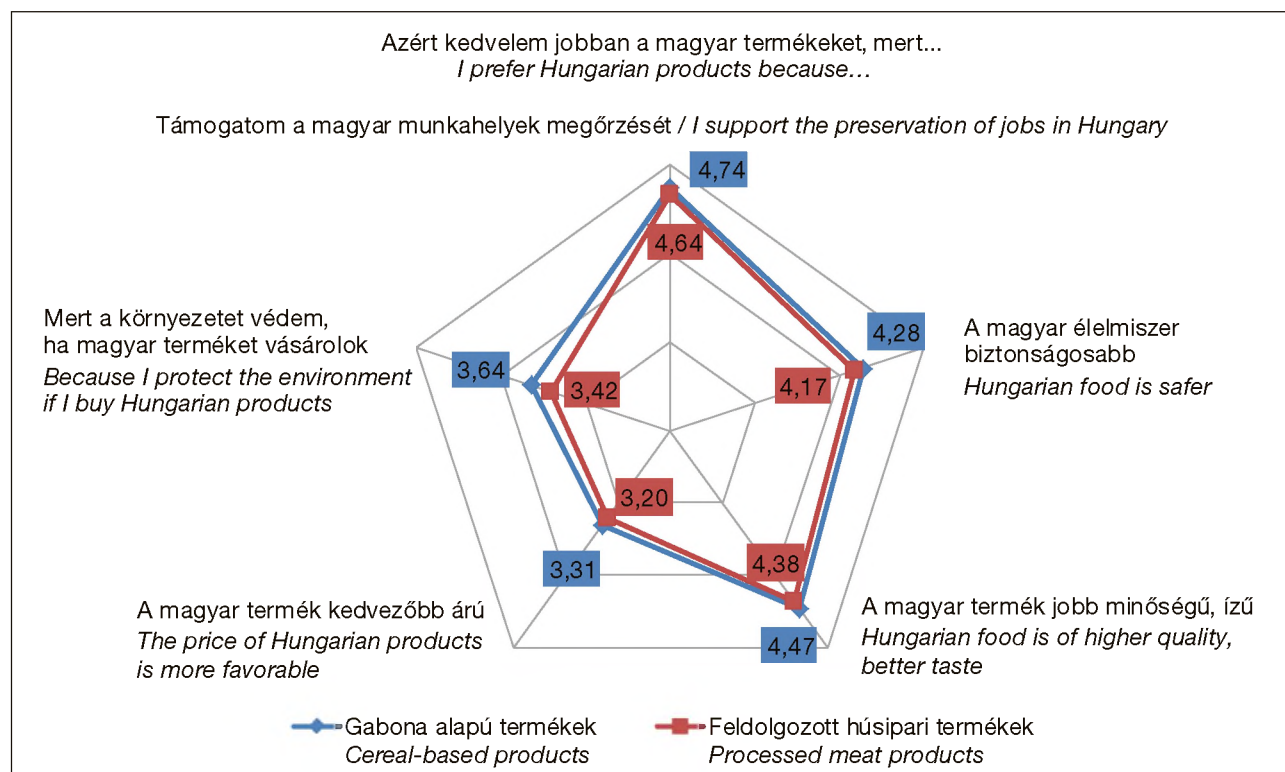 Azért kedvelem jobban a magyar termékeket, mert...
I prefer Hungarian products because…
Támogatom a magyar munkahelyek megőrzését / I support the preservation of jobs in Hungary
4,74
4,64
Mert a környezetet védem,
ha magyar terméket vásárolok
Because I protect the environment
if I buy Hungarian products
3,64
3,42
4,28
4,17
A magyar élelmiszer
biztonságosabb
Hungarian food is safer
3,20
3,31
4,38
4,47
A magyar termék kedvezőbb árú
The price of Hungarian products
is more favorable
A magyar termék jobb minőségű, ízű
Hungarian food is of higher quality,
better taste
Gabona alapú termékek
Cereal-based products
Feldolgozott húsipari termékek
Processed meat products